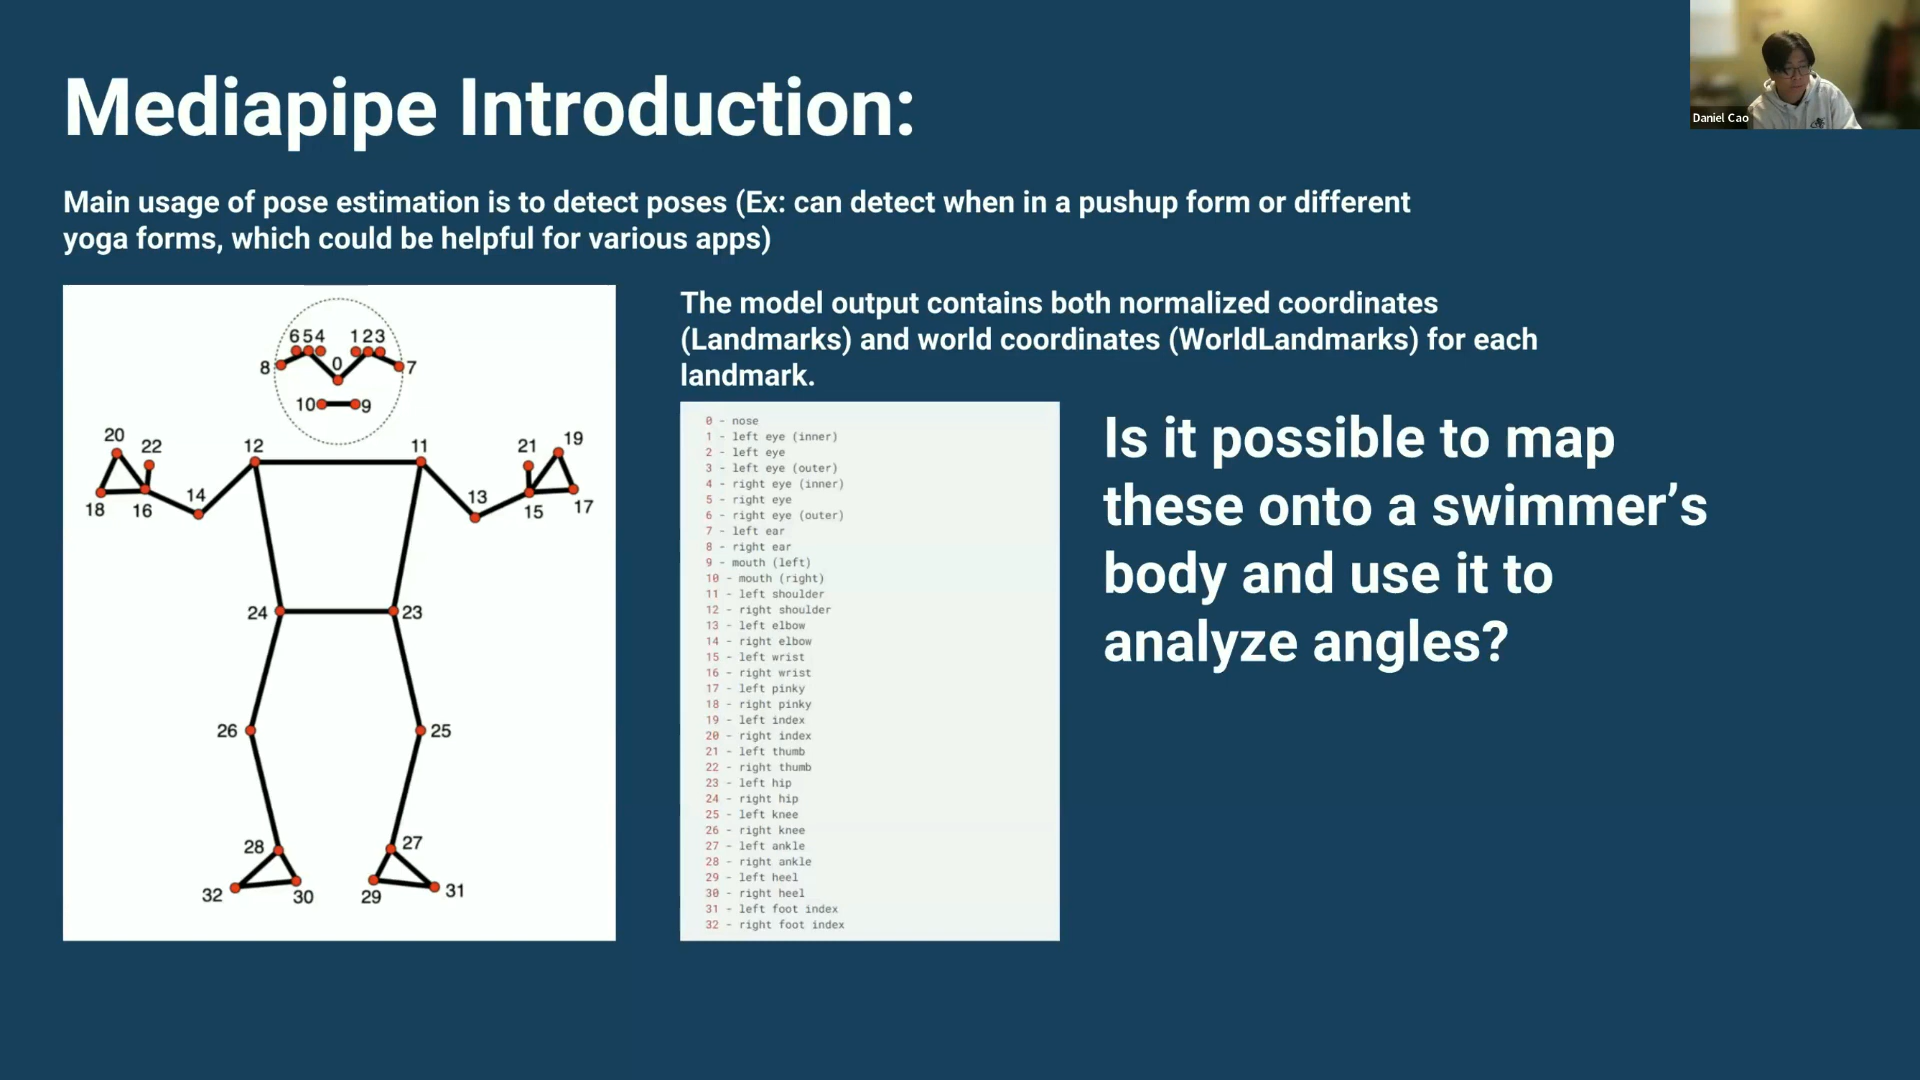 Mediapipe Introduction:
Daniel Cao
Main usage of pose estimation is to detect poses (Ex: can detect when in a pushup form or different
yoga forms, which could be helpful for various apps)
The model output contains both normalized coordinates
(Landmarks) and world coordinates (WorldLandmarks) for each
landmark.
6 5 4 1 2 3
8 0 7
10 9
20 22 12 11 21 19
18 16 14 13 15 17
24 23
26 25
28 27
32 30 29 31
0 - nose
1 - left eye (inner)
2 - left eye
3 - left eye (outer)
4 - right eye (inner)
5 - right eye
6 - right eye (outer)
7 - left ear
8 - right ear
9 - mouth (left)
10 - mouth (right)
11 - left shoulder
12 - right shoulder
13 - left elbow
14 - right elbow
15 - left wrist
16 - right wrist
17 - left pinky
18 - right pinky
19 - left index
20 - right index
21 - left thumb
22 - right thumb
23 - left hip
24 - right hip
25 - left knee
26 - right knee
27 - left ankle
28 - right ankle
29 - left heel
30 - right heel
31 - left foot index
32 - right foot index
Is it possible to map
these onto a swimmer’s
body and use it to
analyze angles?